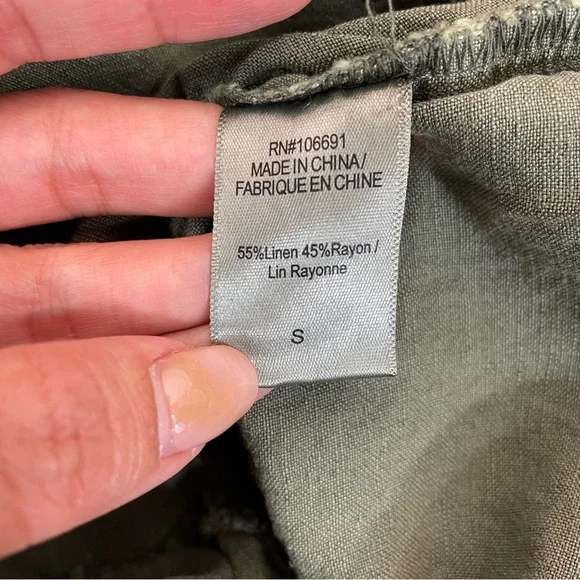 RN#106691
MADE IN CHINA/
FABRIQUE EN CHINE
55%Linen 45%Rayon /
Lin Rayonne
S